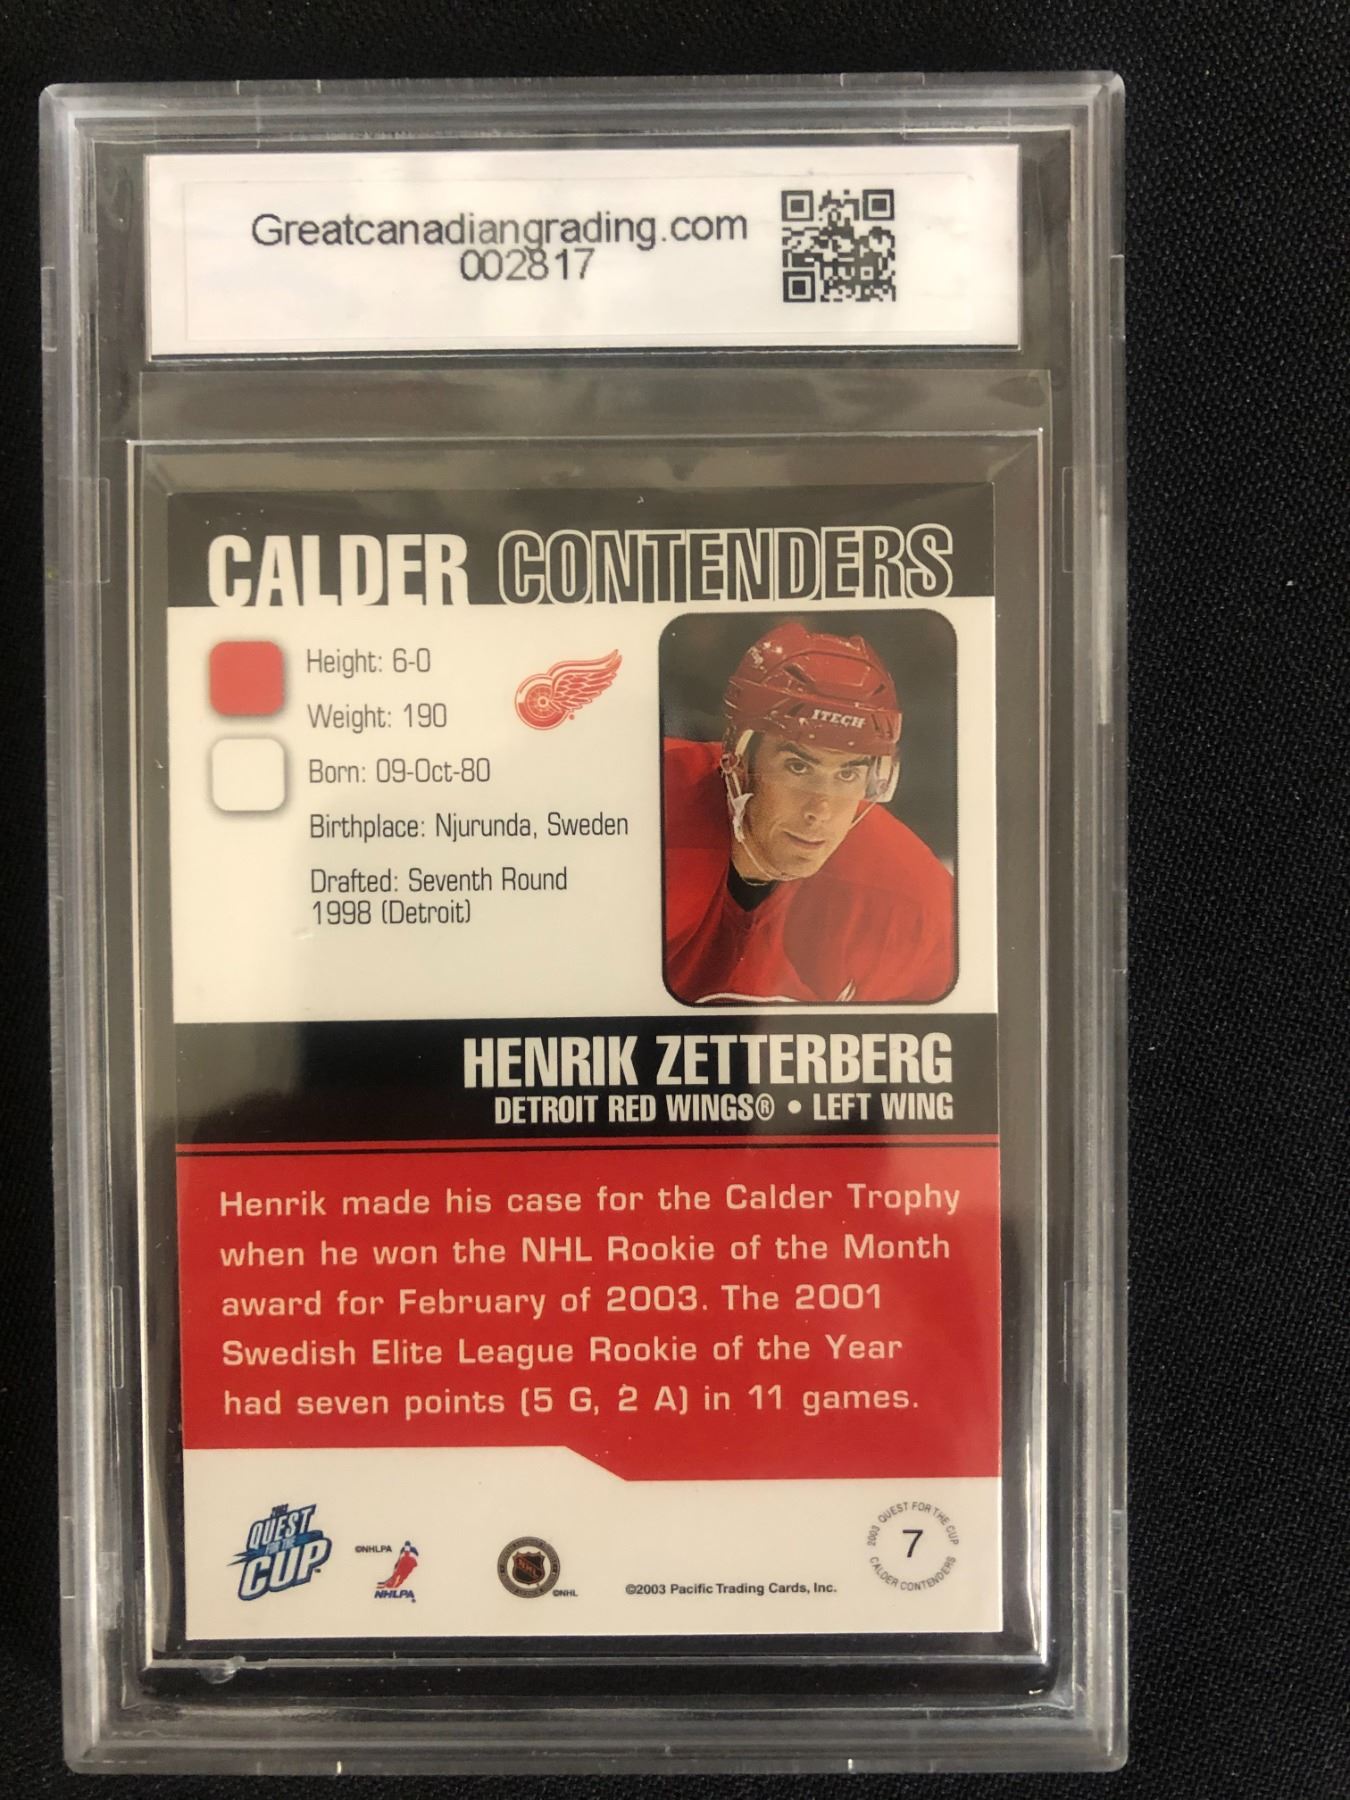 Greatcanadiangrading.com
002817
CALDER CONTENDERS
Height: 6-0
Weight: 190
Born: 09-Oct-80
Birthplace: Njurunda, Sweden
Drafted: Seventh Round
1998 (Detroit)
ITECH
HENRIK ZETTERBERG
DETROIT RED WINGS® • LEFT WING
Henrik made his case for the Calder Trophy
when he won the NHL Rookie of the Month
award for February of 2003. The 2001
Swedish Elite League Rookie of the Year
had seven points (5 G, 2 A) in 11 games.
QUEST
FOR THE
CUP
©NHLPA
NHLPA
NHL
©NHL
©2003 Pacific Trading Cards, Inc.
2003 QUEST FOR THE CUP
7
CALDER CONTENDERS